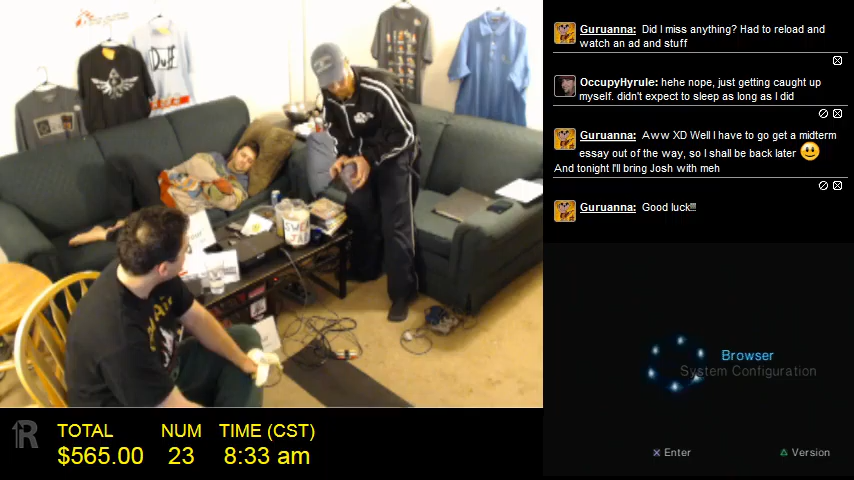 Duff
SWEAR
JAR
Guruanna: Did I miss anything? Had to reload and
watch an ad and stuff
OccupyHyrule: hehe nope, just getting caught up
myself. didn't expect to sleep as long as I did
Guruanna: Aww XD Well I have to go get a midterm
essay out of the way, so I shall be back later
And tonight I'll bring Josh with meh
Guruanna: Good luck!!!
Browser
System Configuration
Enter
Version
TOTAL NUM TIME (CST)
$565.00 23 8:33 am